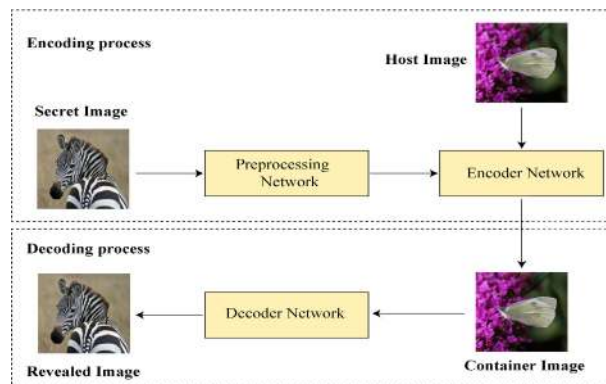 Encoding process
Host Image
Secret Image
Preprocessing
Network
Encoder Network
Decoding process
Decoder Network
Revealed Image
Container Image